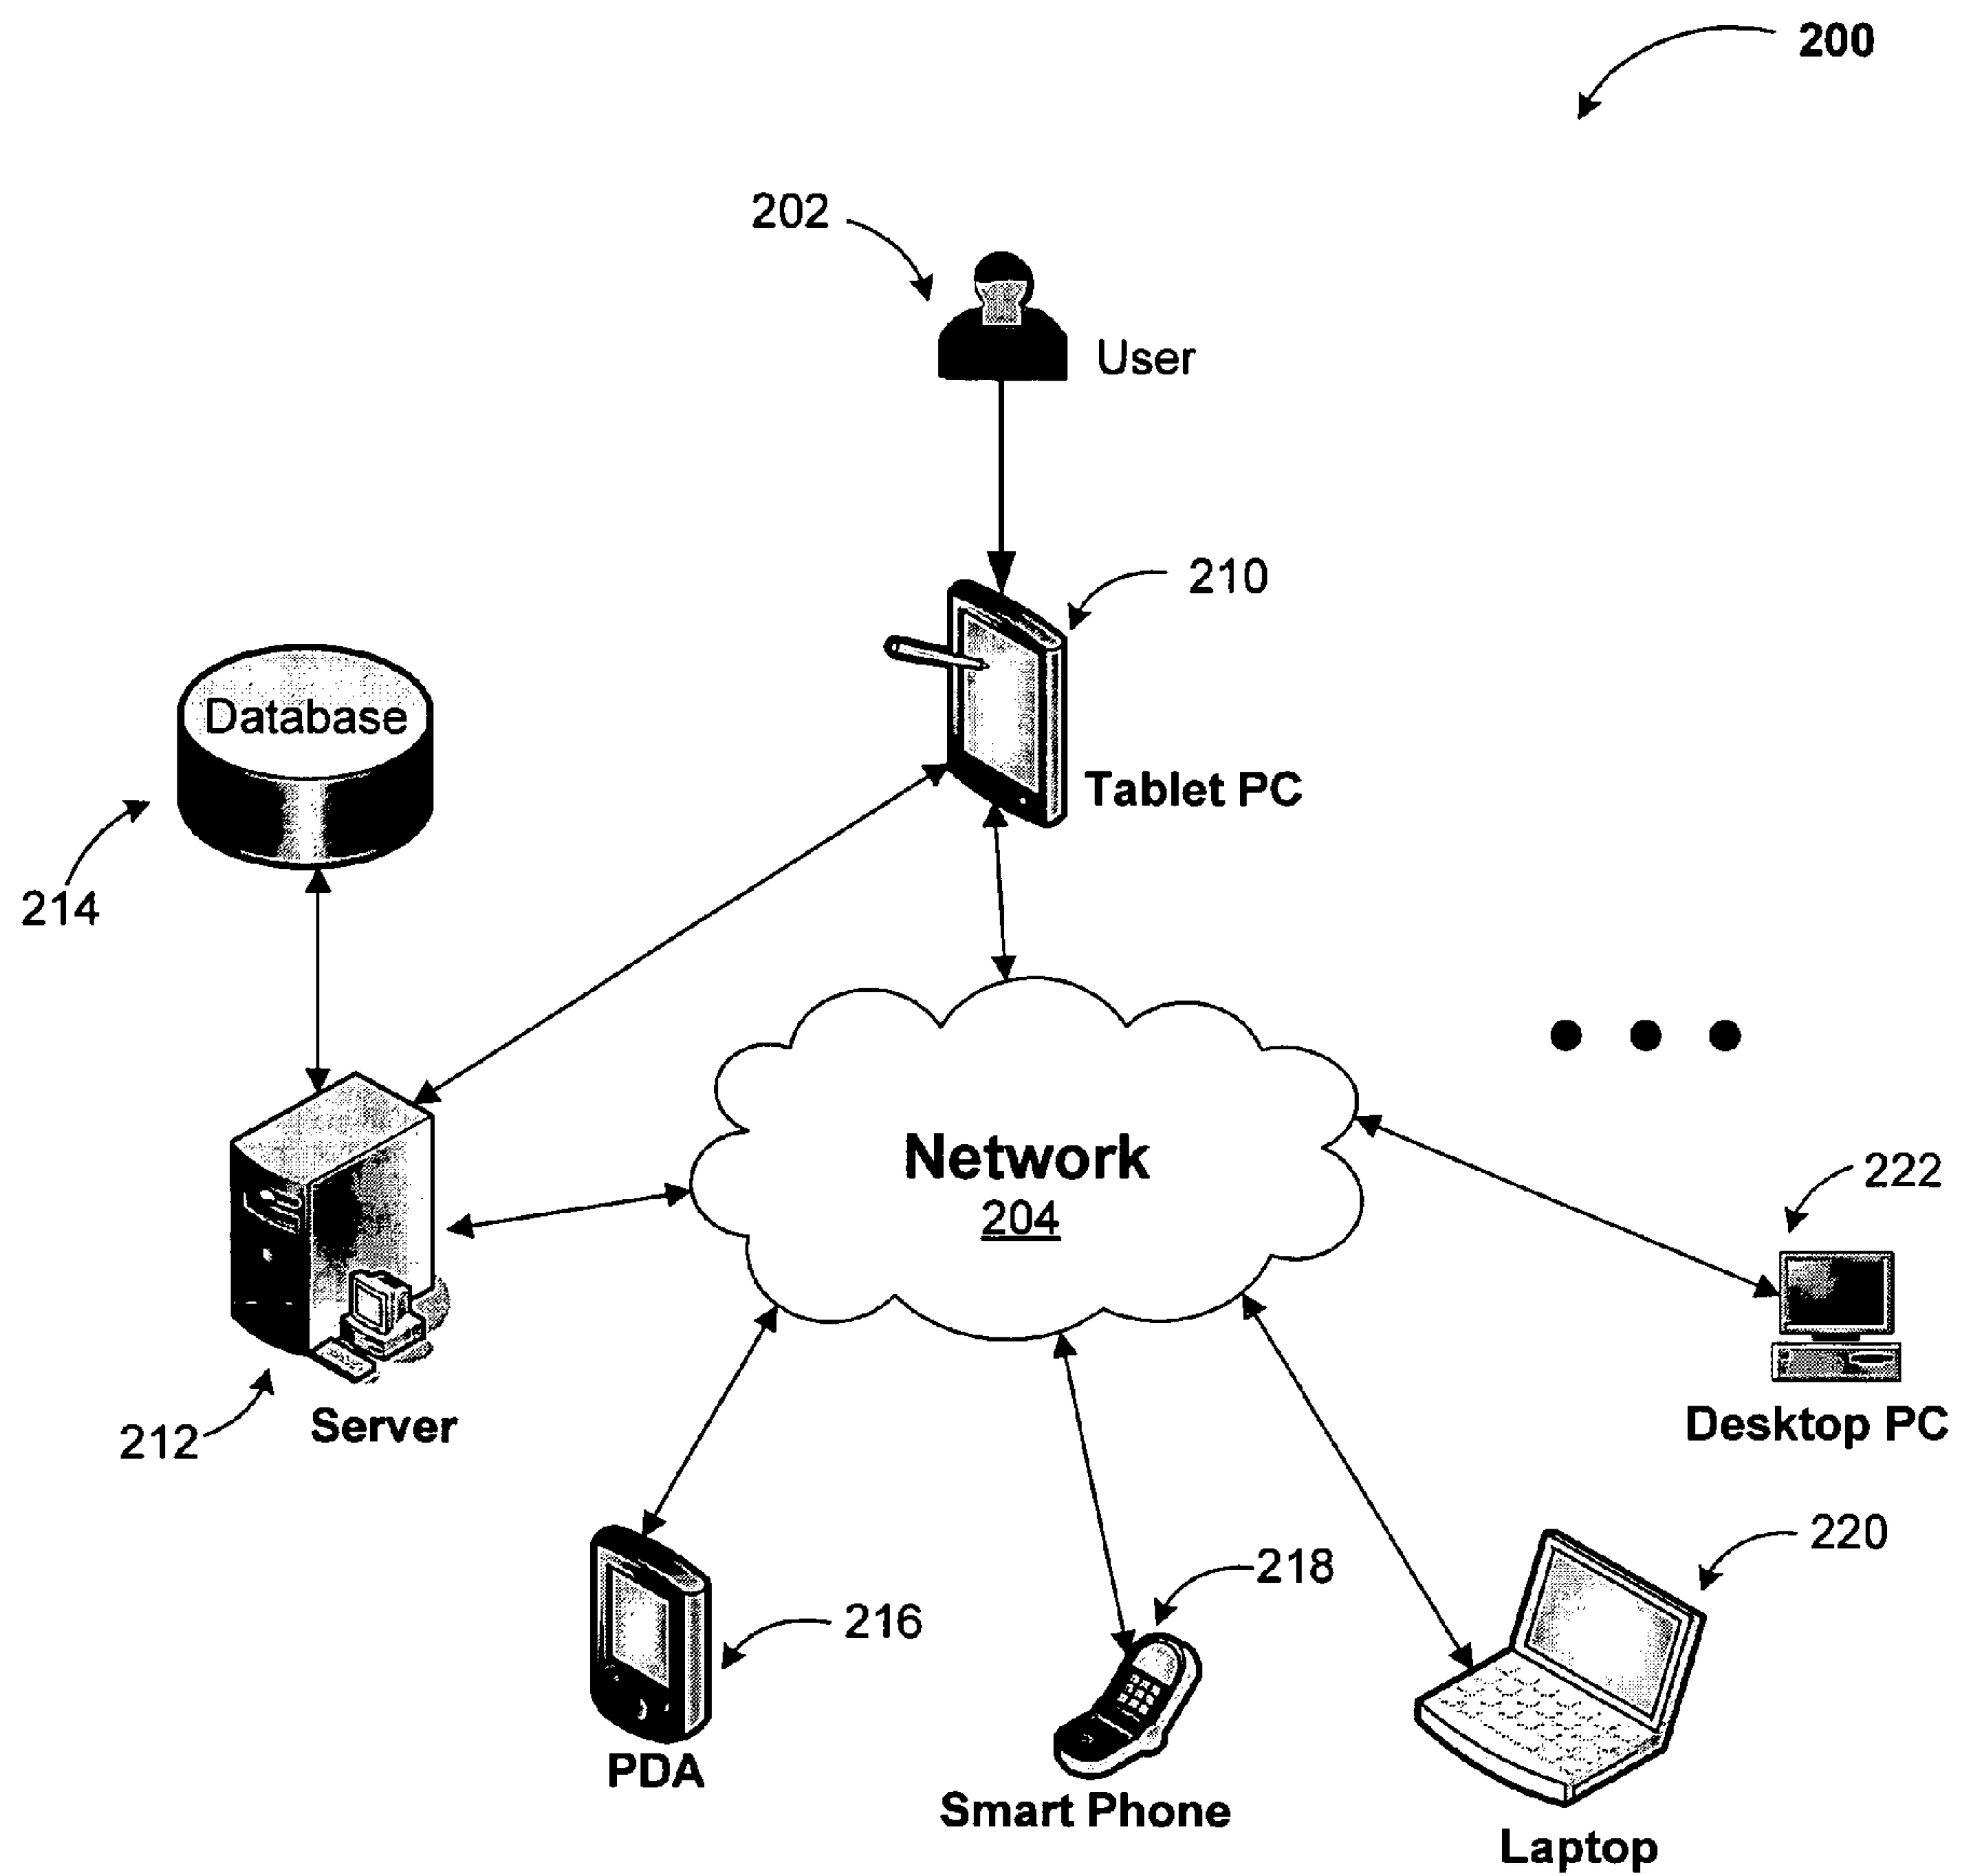 200
202
User
210
Tablet PC
Database
214
Network
204
222
Desktop PC
212
Server
216
PDA
218
Smart Phone
220
Laptop